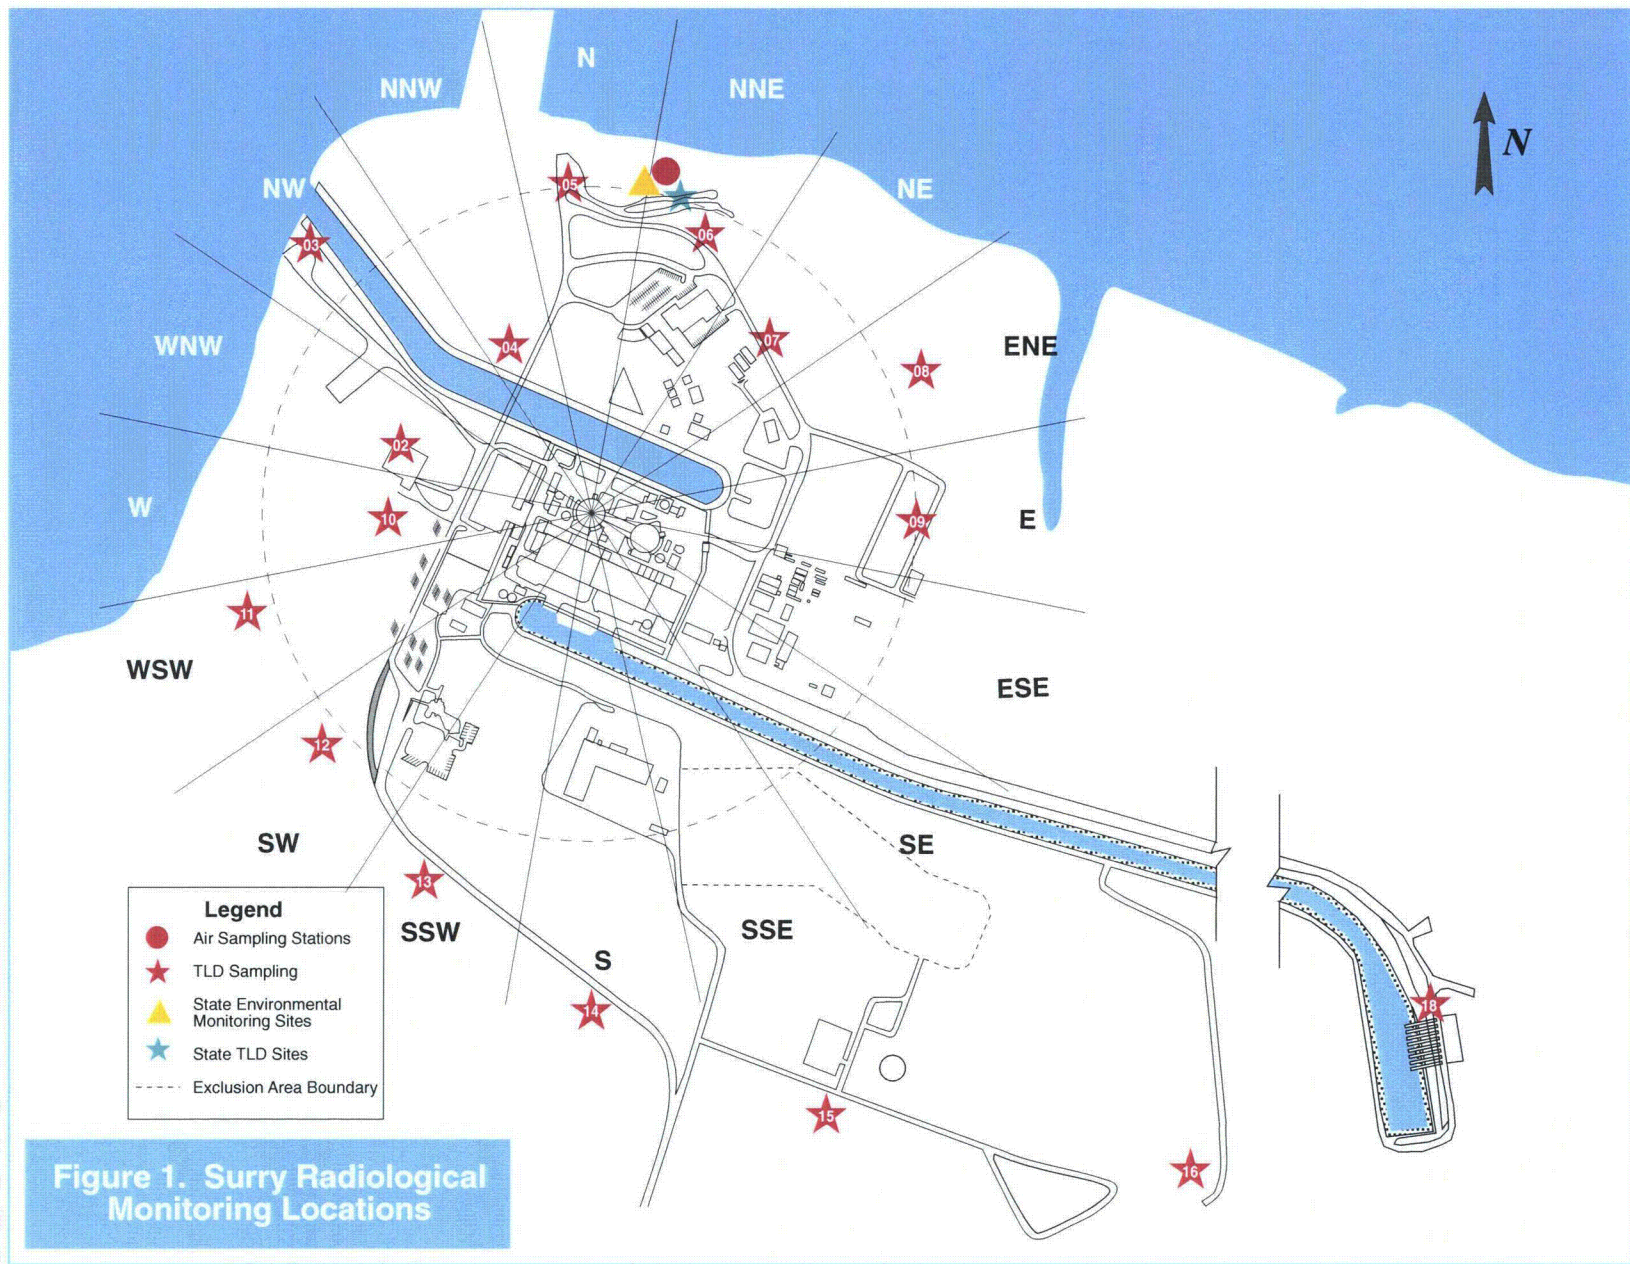 N
NNW
NNE
N
NW
NE
05
06
03
04
07
WNW
ENE
08
02
W
10
09
E
11
WSW
ESE
12
SW
SE
13
SSW
SSE
S
14
18
15
16
Legend
Air Sampling Stations
TLD Sampling
State Environmental
Monitoring Sites
State TLD Sites
Exclusion Area Boundary
Figure 1. Surry Radiological
Monitoring Locations